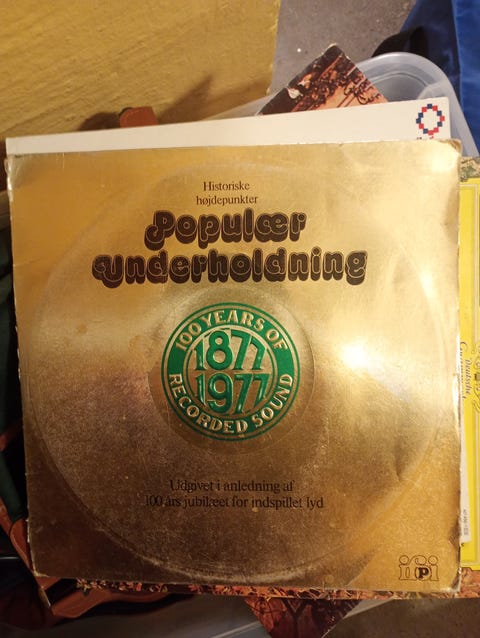 Historiske
højdepunkter
Populær
Underholdning
100 YEARS OF
1877
1977
RECORDED SOUND
Udgivet i anledning af
100 års jubilæet for indspillet lyd
ifpi
Deutsche